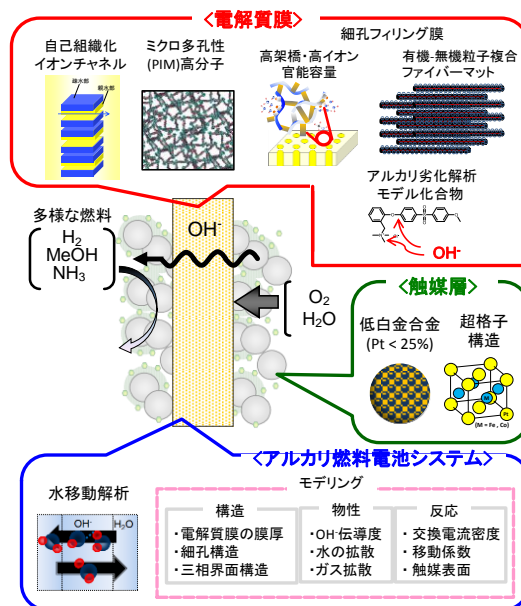 <電解質膜>
自己組織化
イオンチャネル
疎水部
親水部
ミクロ多孔性
(PIM)高分子
細孔フィリング膜
高架橋・高イオン
官能容量
有機-無機粒子複合
ファイバーマット
アルカリ劣化解析
モデル化合物
OH-
多様な燃料
H2
MeOH
NH3
OH-
O2
H2O
<触媒層>
低白金合金
(Pt < 25%)
超格子
構造
M
Pt
(M = Fe , Co)
<アルカリ燃料電池システム>
水移動解析
OH-
H2O
モデリング
構造
・電解質膜の膜厚
・細孔構造
・三相界面構造
物性
・OH-伝導度
・水の拡散
・ガス拡散
反応
・交換電流密度
・移動係数
・触媒表面